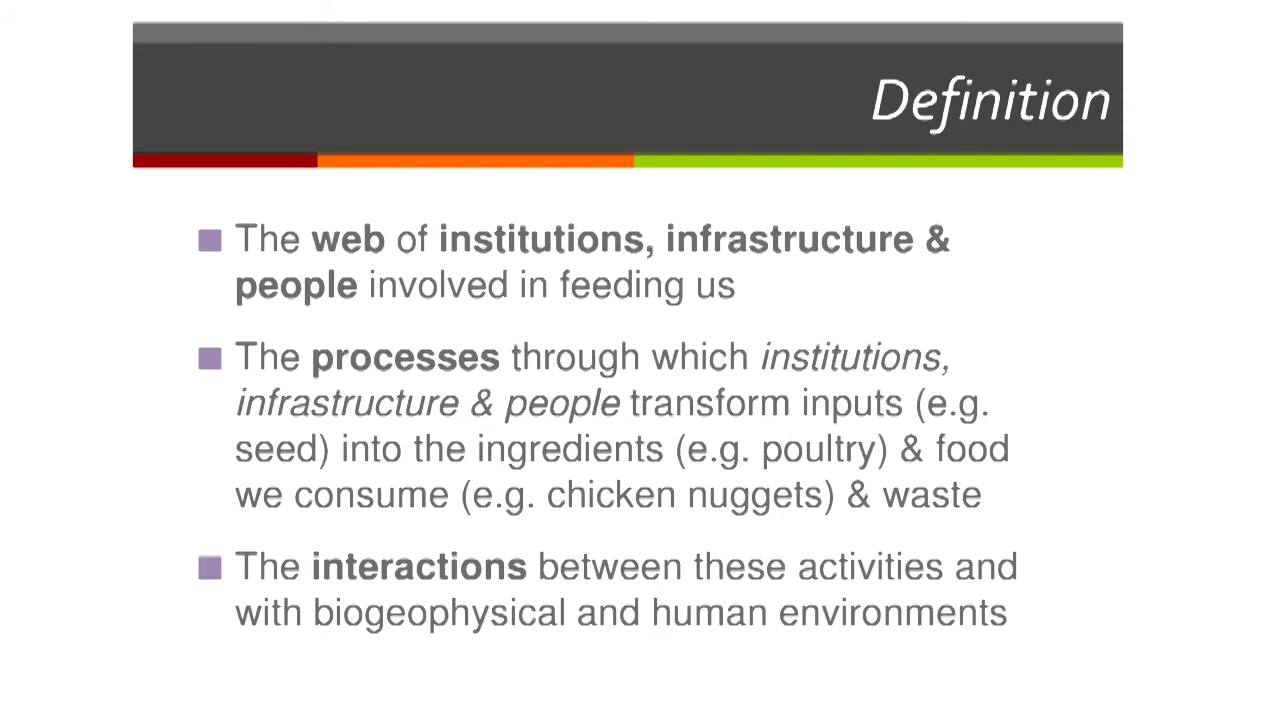 Definition
The web of institutions, infrastructure &
people involved in feeding us
The processes through which institutions,
infrastructure & people transform inputs (e.g.
seed) into the ingredients (e.g. poultry) & food
we consume (e.g. chicken nuggets) & waste
The interactions between these activities and
with biogeophysical and human environments